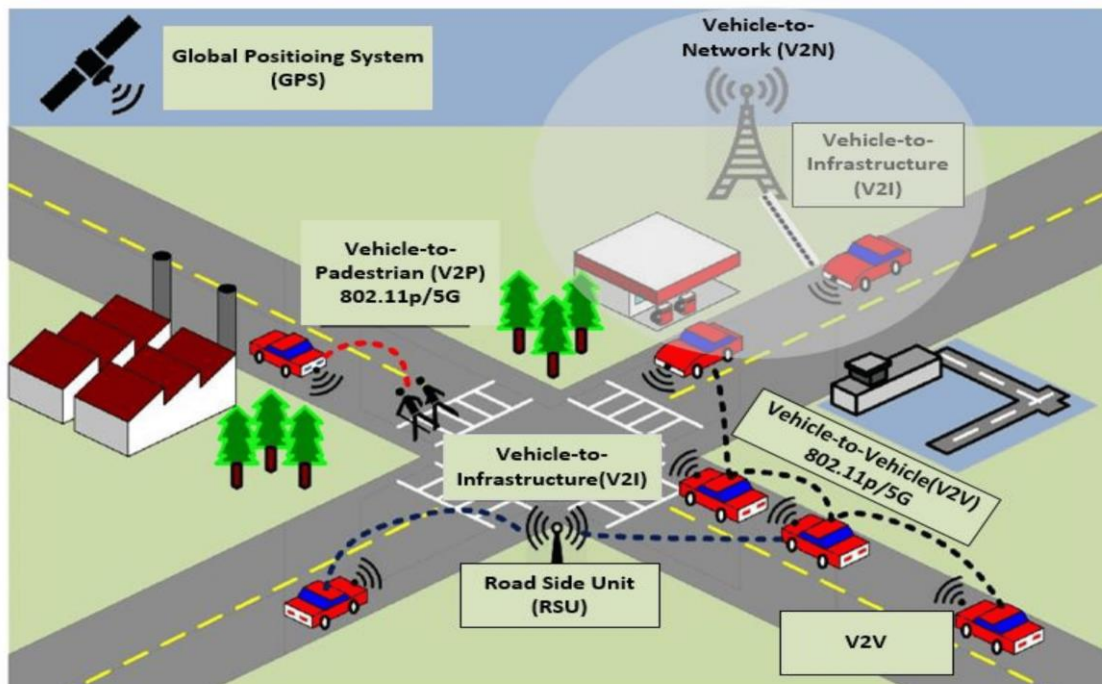 Global Positioing System
(GPS)
Vehicle-to-
Network (V2N)
Vehicle-to-
Infrastructure
(V2I)
Vehicle-to-
Padestrian (V2P)
802.11p/5G
Vehicle-to-Vehicle(V2V)
802.11p/5G
Vehicle-to-
Infrastructure(V2I)
Road Side Unit
(RSU)
V2V